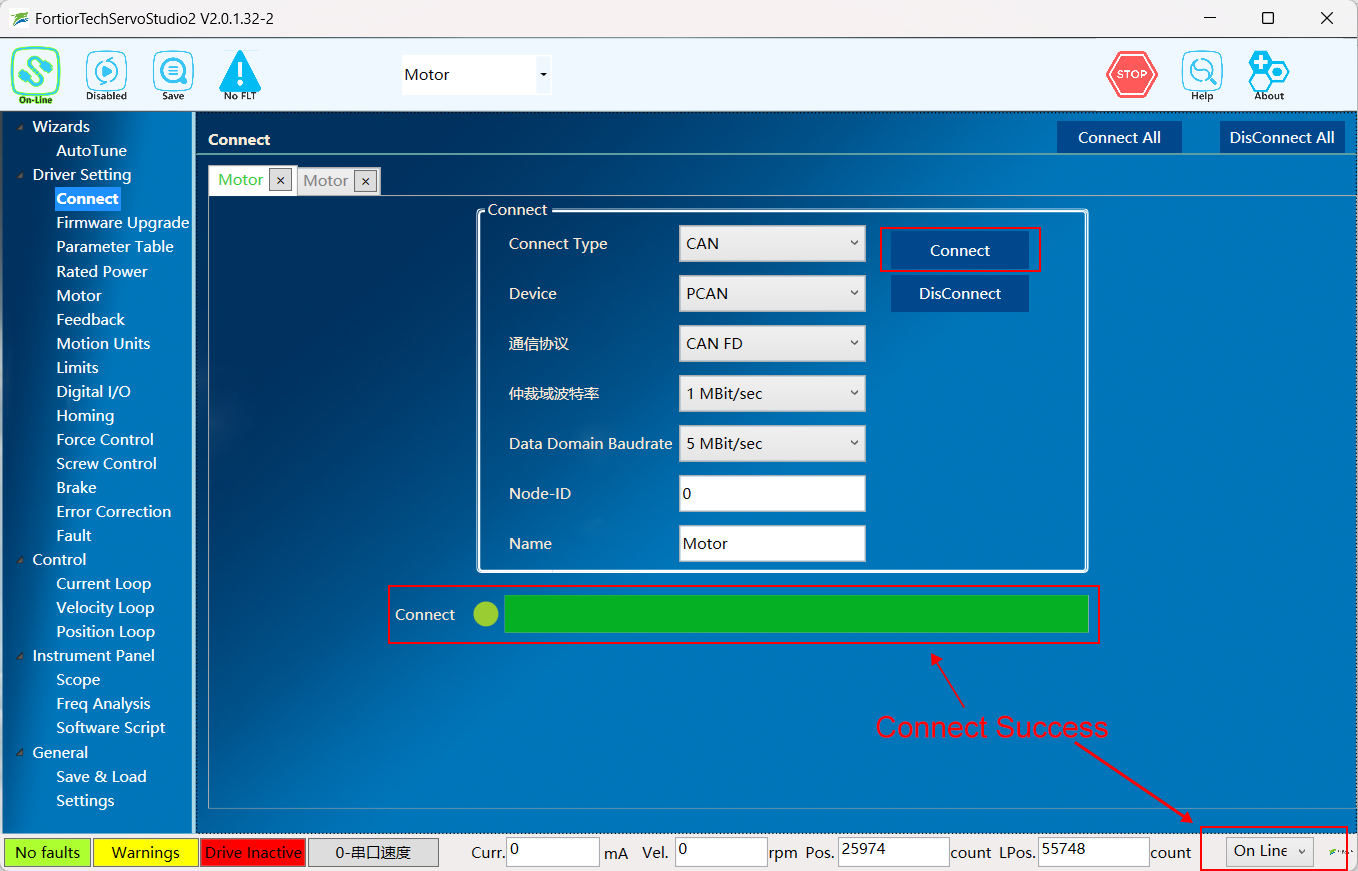 FortiorTechServoStudio2 V2.0.1.32-2
On-Line
Disabled
Save
No FLT
Motor
STOP
Help
About
Wizards
AutoTune
Driver Setting
Connect
Firmware Upgrade
Parameter Table
Rated Power
Motor
Feedback
Motion Units
Limits
Digital I/O
Homing
Force Control
Screw Control
Brake
Error Correction
Fault
Control
Current Loop
Velocity Loop
Position Loop
Instrument Panel
Scope
Freq Analysis
Software Script
General
Save & Load
Settings
Connect
Connect All
DisConnect All
Motor
Motor
Connect
Connect Type CAN
Connect
Device PCAN
DisConnect
通信协议 CAN FD
仲裁域波特率 1 MBit/sec
Data Domain Baudrate 5 MBit/sec
Node-ID 0
Name Motor
Connect
Connect Success
No faults Warnings Drive Inactive 0-串口速度 Curr. 0 mA Vel. 0 rpm Pos. 25974 count LPos. 55748 count On Line